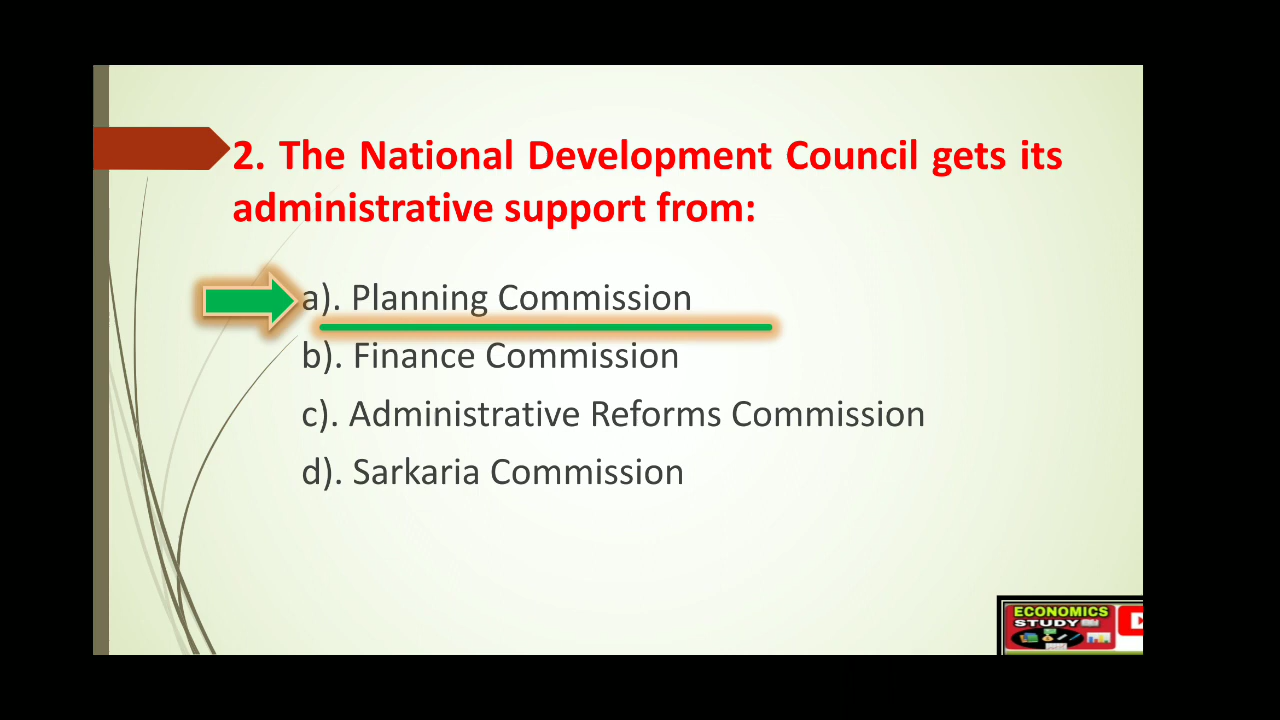 2. The National Development Council gets its
administrative support from:
a). Planning Commission
b). Finance Commission
c). Administrative Reforms Commission
d). Sarkaria Commission
ECONOMICS
STUDY